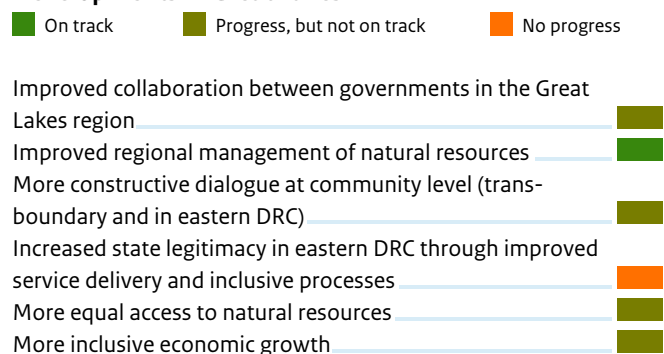 On track Progress, but not on track No progress
Improved collaboration between governments in the Great
Lakes region
Improved regional management of natural resources
More constructive dialogue at community level (trans-
boundary and in eastern DRC)
Increased state legitimacy in eastern DRC through improved
service delivery and inclusive processes
More equal access to natural resources
More inclusive economic growth